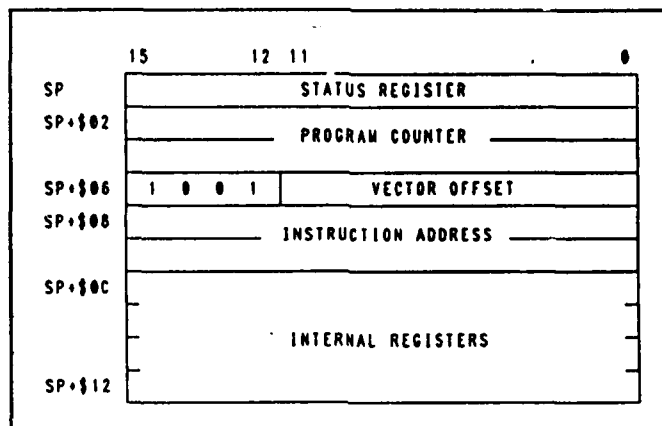 15 12 11 0
SP STATUS REGISTER
SP+$02 PROGRAM COUNTER
SP+$06 1 0 0 1 VECTOR OFFSET
SP+$08 INSTRUCTION ADDRESS
SP+$0C
INTERNAL REGISTERS
SP+$12